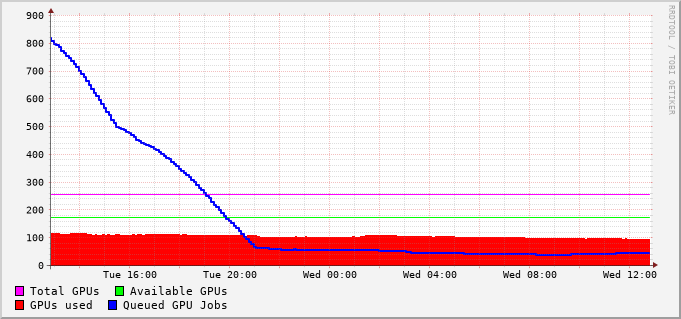 900
800
700
600
500
400
300
200
100
0
Tue 16:00 Tue 20:00 Wed 00:00 Wed 04:00 Wed 08:00 Wed 12:00
Total GPUs Available GPUs
GPUs used Queued GPU Jobs
RRDTOOL / TOBI OETIKER